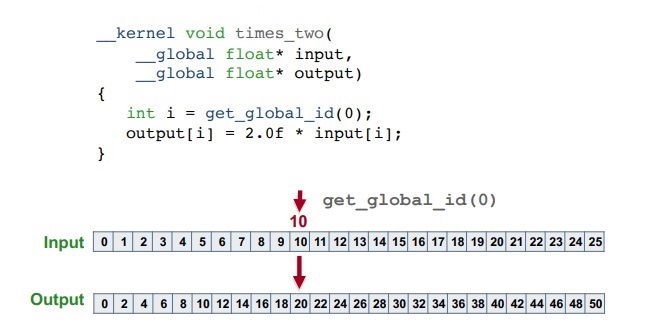 __kernel void times_two(
__global float* input,
__global float* output)
{
int i = get_global_id(0);
output[i] = 2.0f * input[i];
}
get_global_id(0)
10
Input 0 1 2 3 4 5 6 7 8 9 10 11 12 13 14 15 16 17 18 19 20 21 22 23 24 25
Output 0 2 4 6 8 10 12 14 16 18 20 22 24 26 28 30 32 34 36 38 40 42 44 46 48 50